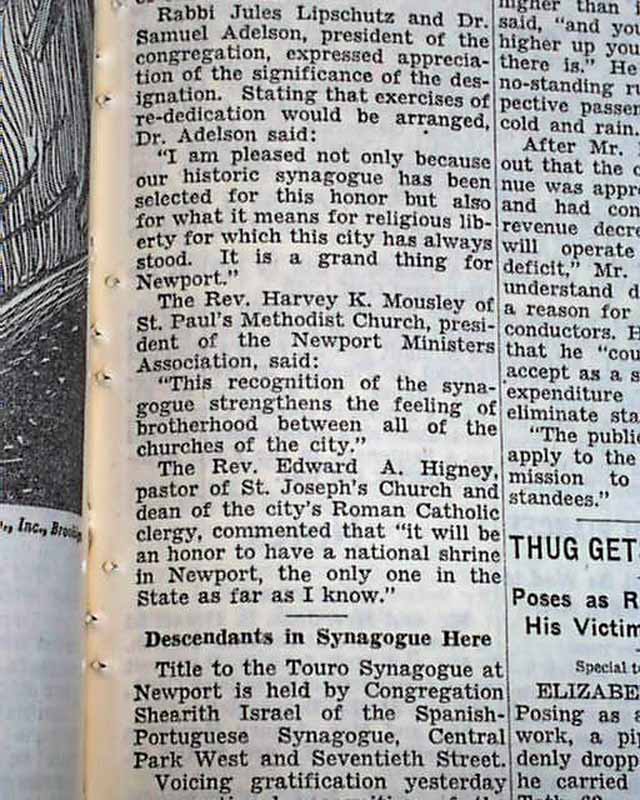 Rabbi Jules Lipschutz and Dr.
Samuel Adelson, president of the
congregation, expressed apprecia-
tion of the significance of the des-
ignation. Stating that exercises of
re-dedication would be arranged,
Dr. Adelson said:
"I am pleased not only because
our historic synagogue has been
selected for this honor but also
for what it means for religious lib-
erty for which this city has always
stood. It is a grand thing for
Newport."
The Rev. Harvey K. Mousley of
St. Paul's Methodist Church, presi-
dent of the Newport Ministers
Association, said:
"This recognition of the syna-
gogue strengthens the feeling of
brotherhood between all of the
churches of the city."
The Rev. Edward A. Higney,
pastor of St. Joseph's Church and
dean of the city's Roman Catholic
clergy, commented that "it will be
an honor to have a national shrine
in Newport, the only one in the
State as far as I know."
Descendants in Synagogue Here
Title to the Touro Synagogue at
Newport is held by Congregation
Shearith Israel of the Spanish-
Portuguese Synagogue, Central
Park West and Seventieth Street.
Voicing gratification yesterday
higher than
said, "and you
higher up you
there is." He
no-standing
pective
cold and rain.
After Mr.
out that the
nue was
and had
revenue
will operate
deficit," Mr.
understand
a reason for
conductors.
that he
accept as a
expenditure
eliminate
"The public
apply to the
mission to
standees."
THUG GET
Poses as
His Victim
Special
Posing as
work, a
denly
he carried
Inc.,